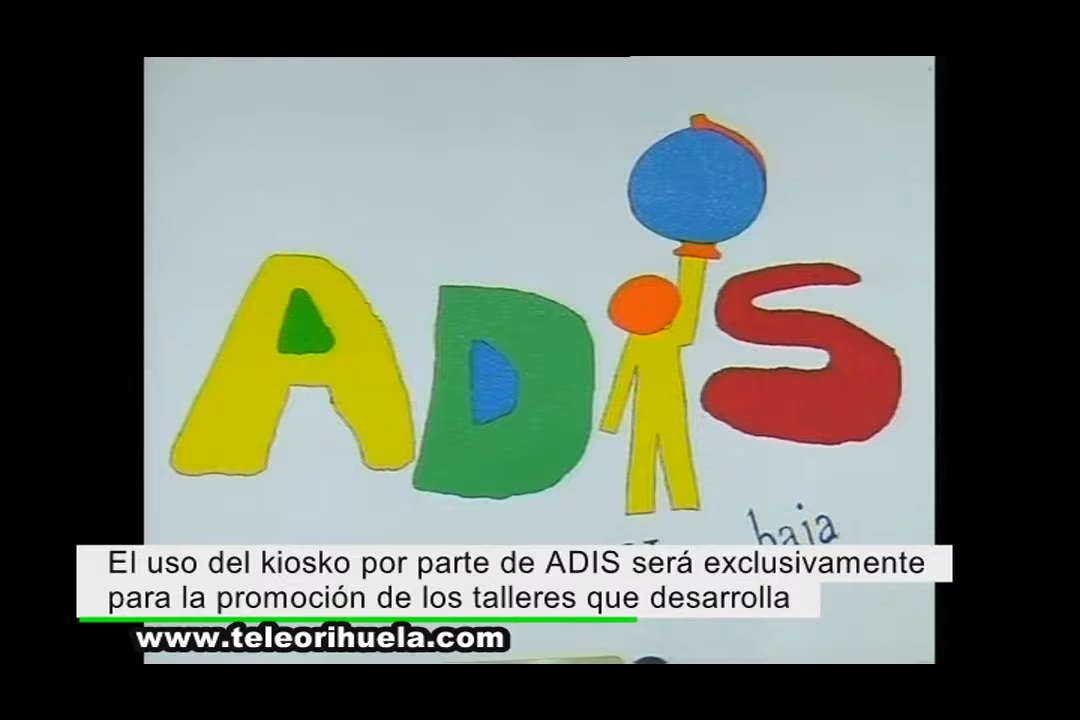 ADIS
baja
El uso del kiosko por parte de ADIS será exclusivamente
para la promoción de los talleres que desarrolla
www.teleorihuela.com